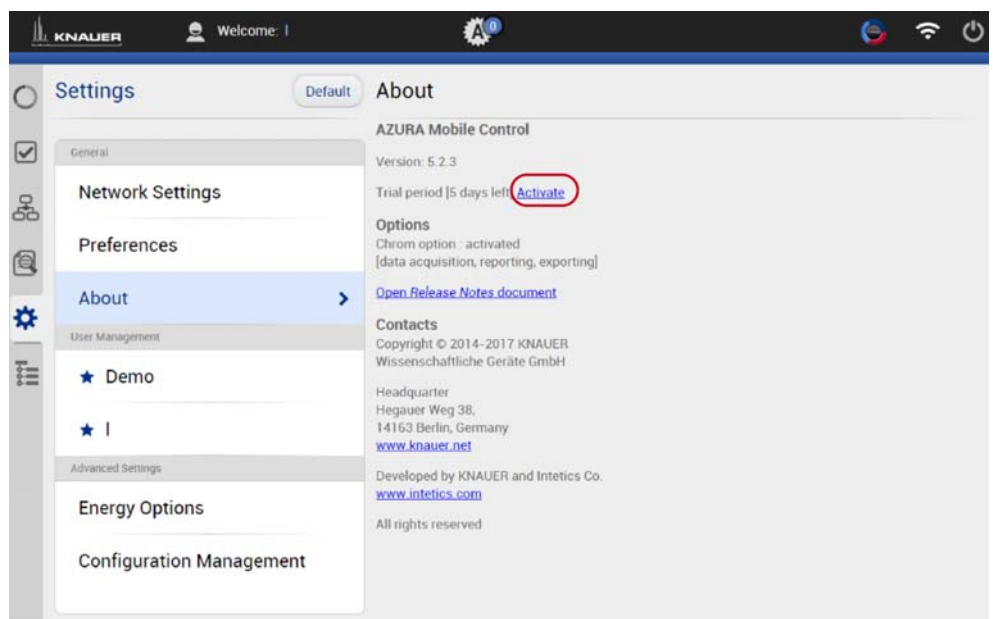 KNAUER
Welcome: l
A
0
Settings
Default
General
Network Settings
Preferences
About
User Management
Demo
l
Advanced Settings
Energy Options
Configuration Management
About
AZURA Mobile Control
Version: 5.2.3
Trial period [5 days left] Activate
Options
Chrom option : activated
[data acquisition, reporting, exporting]
Open Release Notes document
Contacts
Copyright © 2014-2017 KNAUER
Wissenschaftliche Geräte GmbH
Headquarter
Hegauer Weg 38,
14163 Berlin, Germany
www.knauer.net
Developed by KNAUER and Intetics Co.
www.intetics.com
All rights reserved